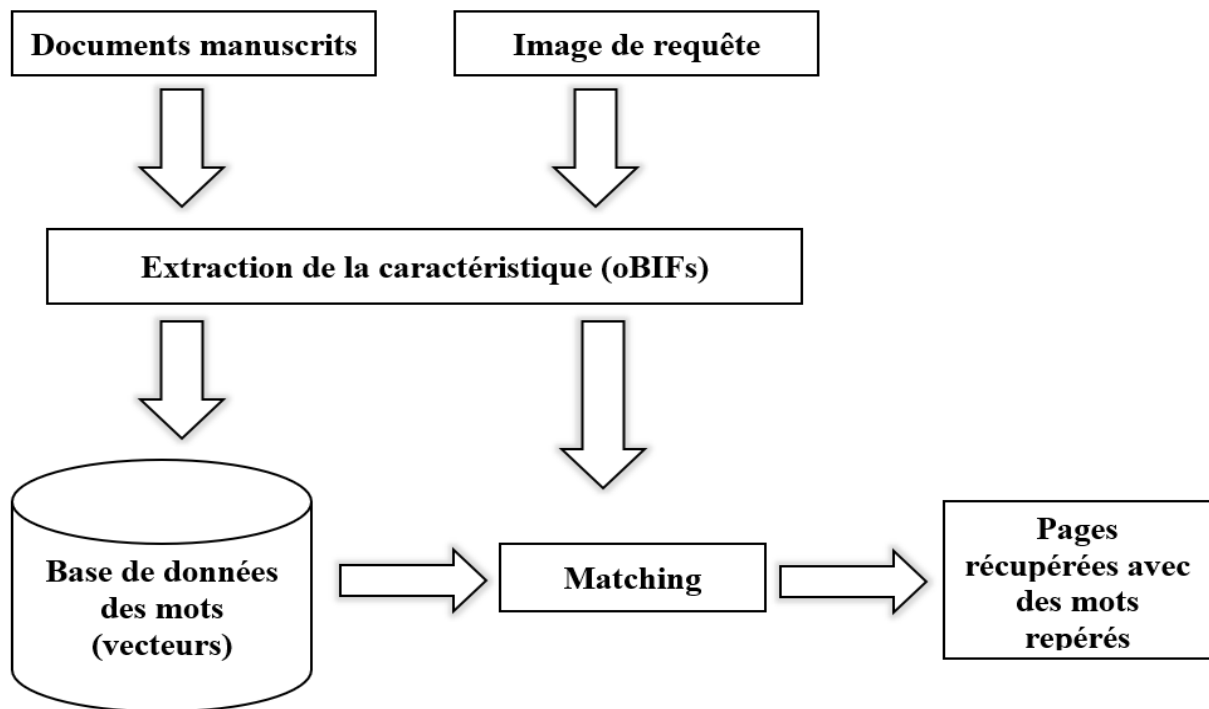 Documents manuscrits
Image de requête
Extraction de la caractéristique (oBIFs)
Base de données
des mots
(vecteurs)
Matching
Pages
récupérées avec
des mots
repérés